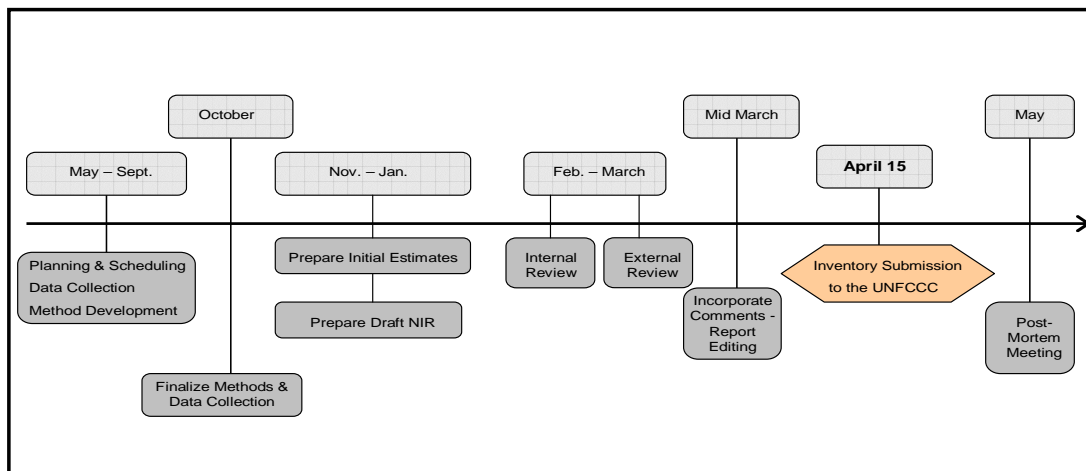 October
Mid March
May
May – Sept.
Nov. – Jan.
Feb. – March
April 15
Planning & Scheduling
Data Collection
Method Development
Prepare Initial Estimates
Prepare Draft NIR
Internal
Review
External
Review
Inventory Submission
to the UNFCCC
Incorporate
Comments -
Report
Editing
Post-
Mortem
Meeting
Finalize Methods &
Data Collection